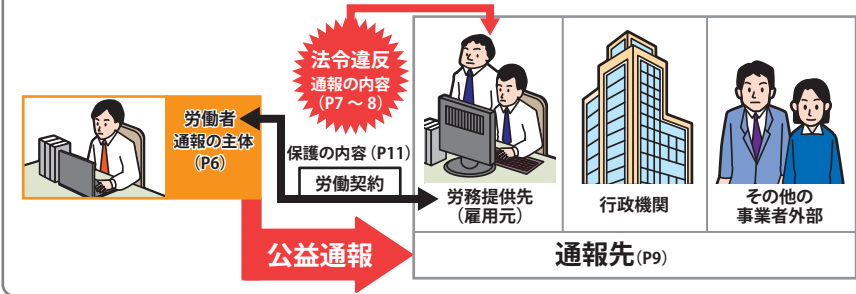 法令違反
通報の内容
(P7～8)
労働者
通報の主体
(P6)
保護の内容(P11)
労働契約
労務提供先
(雇用元)
行政機関
その他の
事業者外部
公益通報
通報先(P9)